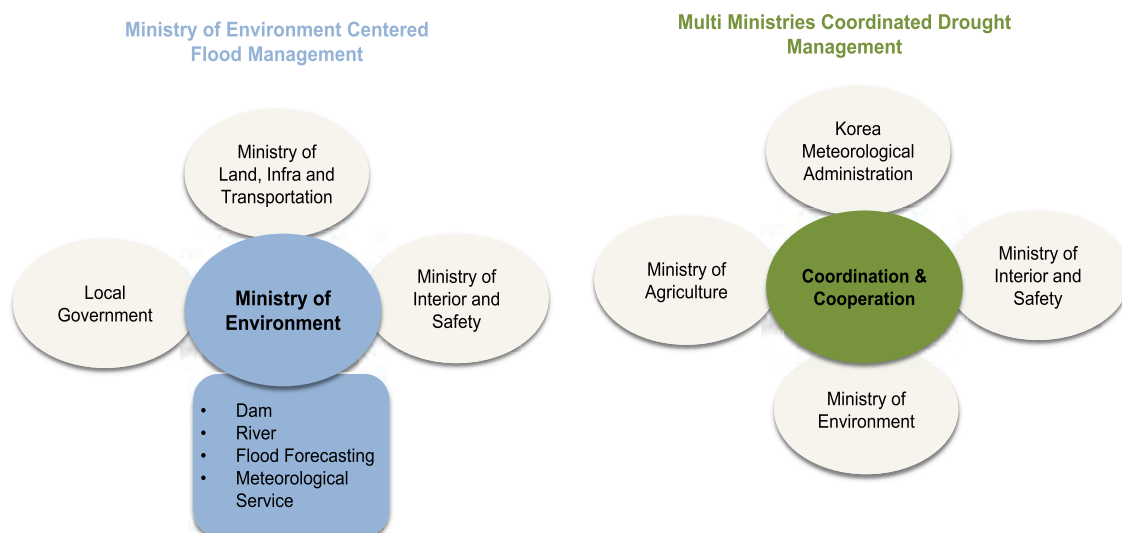 Ministry of Environment Centered
Flood Management
Ministry of
Land, Infra and
Transportation
Local
Government
Ministry of
Environment
Ministry of
Interior and
Safety
• Dam
• River
• Flood Forecasting
• Meteorological
Service
Multi Ministries Coordinated Drought
Management
Korea
Meteorological
Administration
Ministry of
Agriculture
Coordination &
Cooperation
Ministry of
Interior and
Safety
Ministry of
Environment